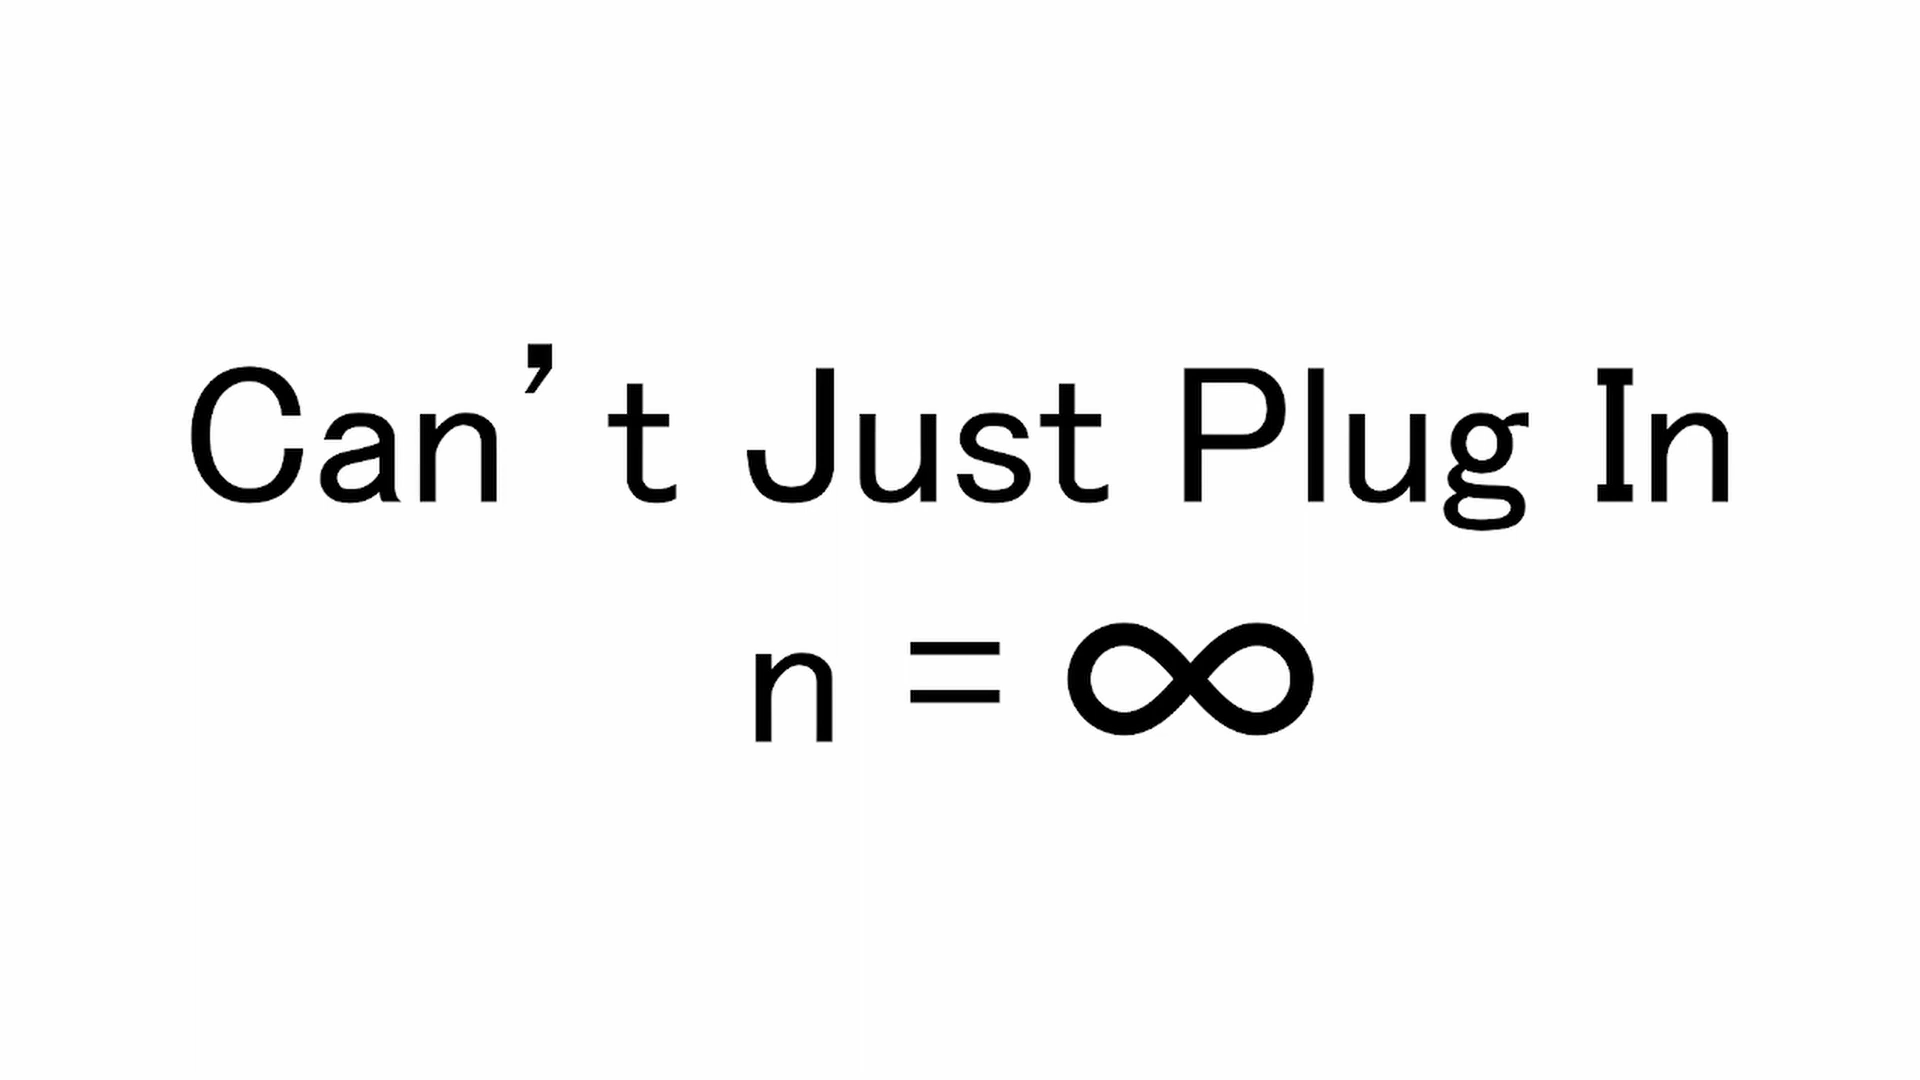 Can't Just Plug In
n = ∞